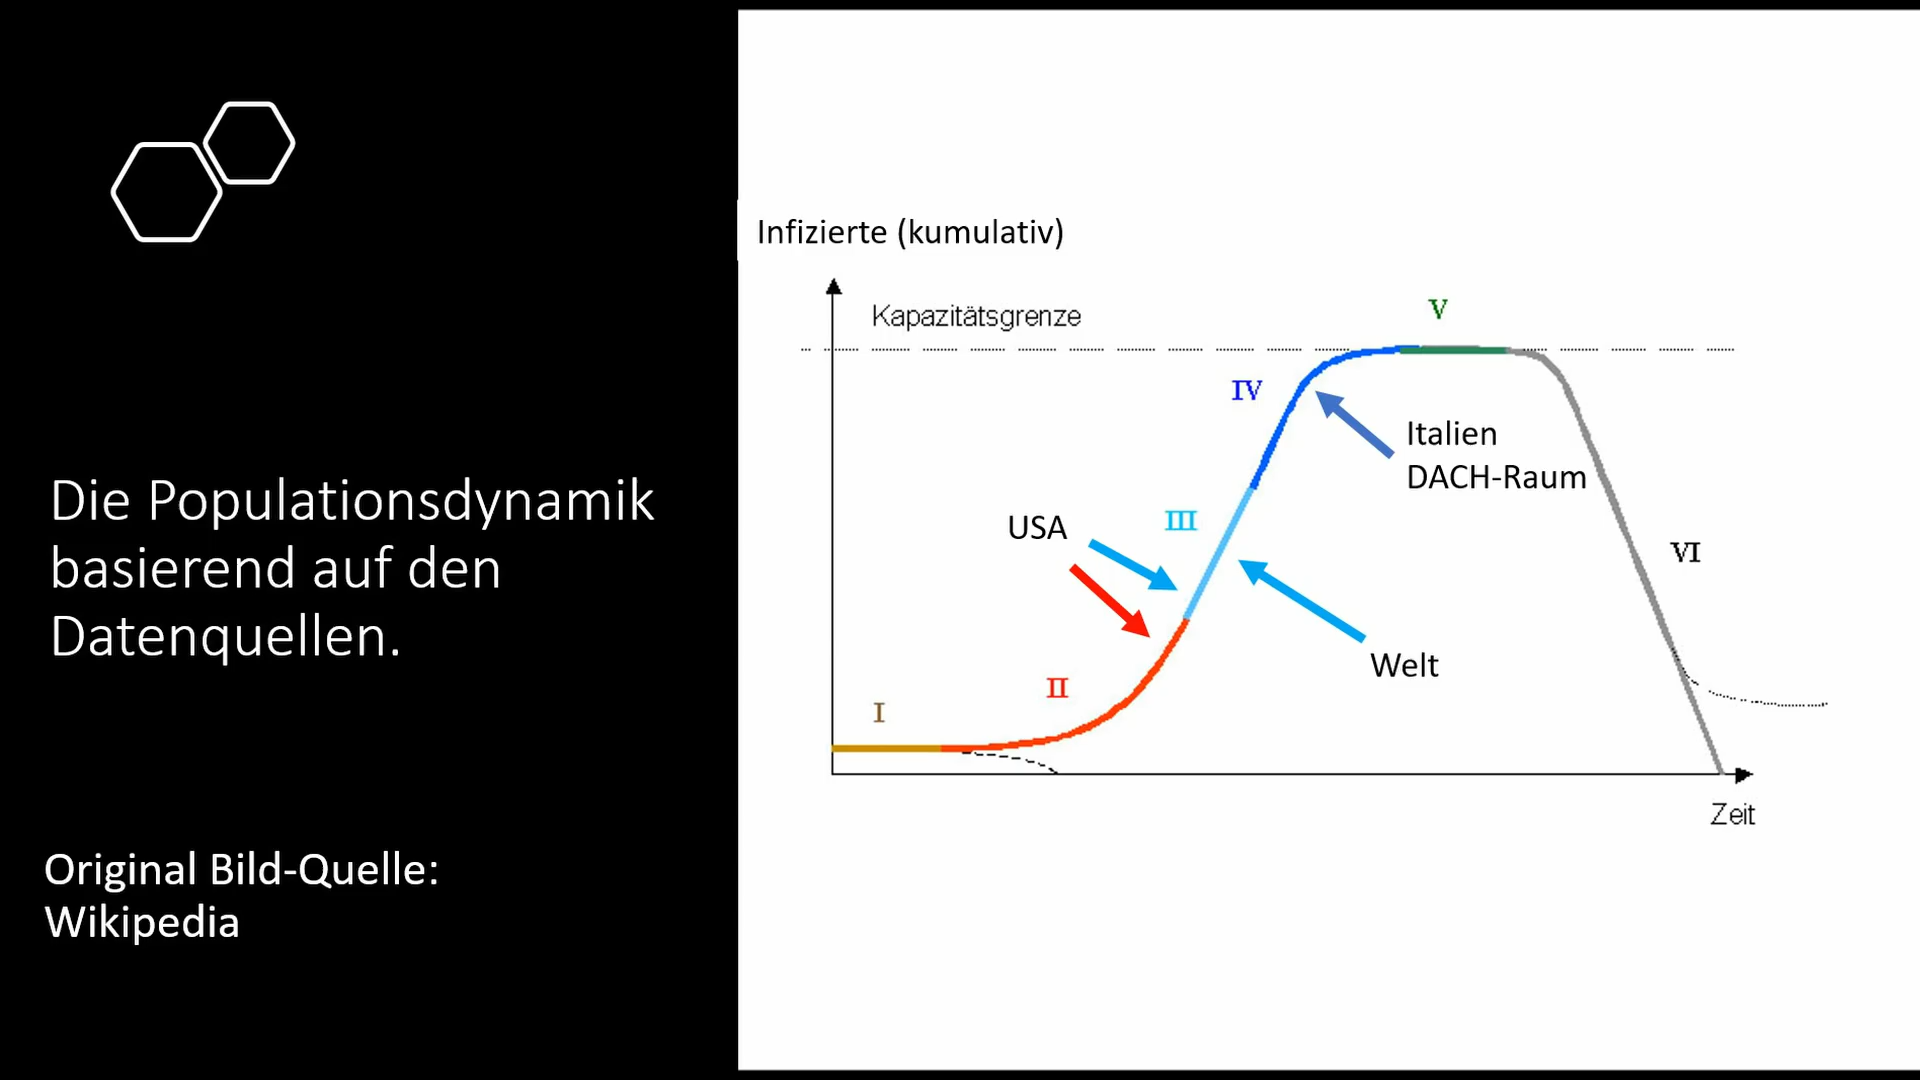 Die Populationsdynamik
basierend auf den
Datenquellen.
Original Bild-Quelle:
Wikipedia
Infizierte (kumulativ)
Kapazitätsgrenze
V
IV
Italien
DACH-Raum
III
USA
VI
Welt
II
I
Zeit